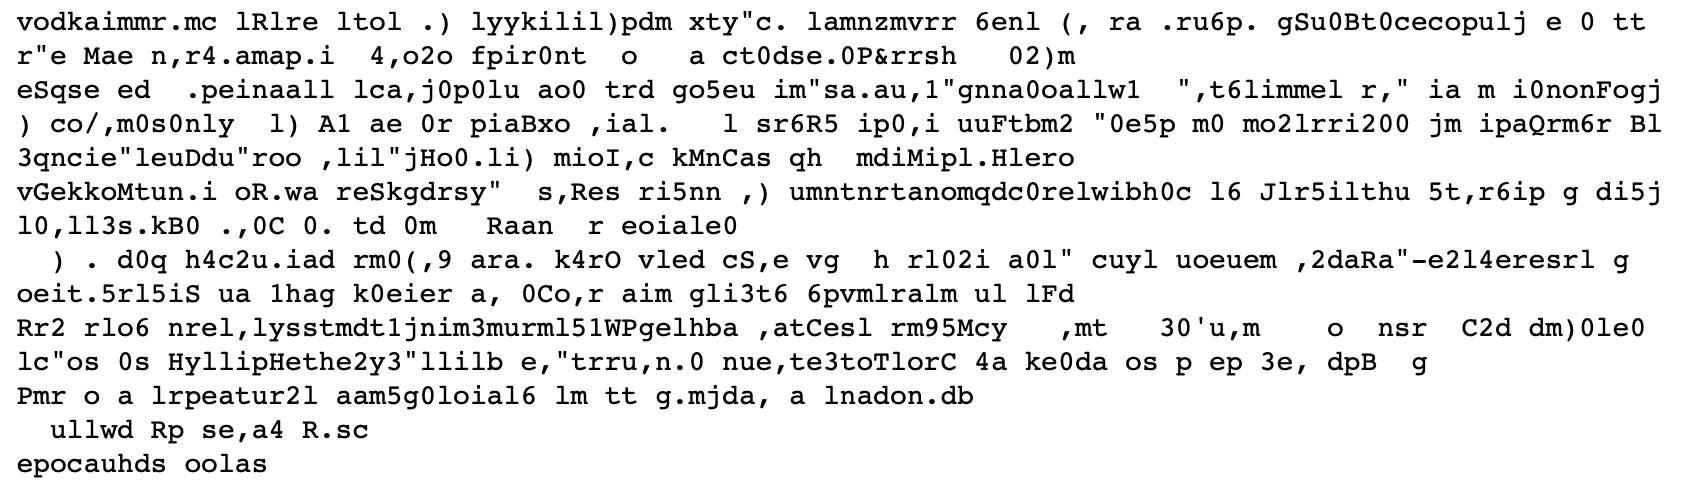 vodkaimmr.mc lRlre ltol .) lyykilil)pdm xty"c. lamnzmvrr 6enl (, ra .ru6p. gSu0Bt0cecopulj e 0 tt
r"e Mae n,r4.amap.i  4,o2o fpir0nt  o   a ct0dse.0P&rrsh   02)m
eSqse ed  .peinaall lca,j0p0lu ao0 trd go5eu im"sa.au,1"gnna0oallw1  ",t6limmel r," ia m i0nonFogj
) co/,m0s0nly  l) A1 ae 0r piaBxo ,ial.   l sr6R5 ip0,i uuFtbm2 "0e5p m0 mo2lrri200 jm ipaQrm6r Bl
3qncie"leuDdu"roo ,lil"jHo0.li) mioI,c kMnCas qh  mdiMipl.Hlero
vGekkoMtun.i oR.wa reSkgdrsy"  s,Res ri5nn ,) umntnrtanomqdc0relwibh0c l6 Jlr5ilthu 5t,r6ip g di5j
l0,ll3s.kB0 .,0C 0. td 0m   Raan  r eoiale0
  ) . d0q h4c2u.iad rm0(,9 ara. k4rO vled cS,e vg  h rl02i a0l" cuyl uoeuem ,2daRa"-e2l4eresrl g
oeit.5rl5iS ua 1hag k0eier a, 0Co,r aim gli3t6 6pvmlralm ul lFd
Rr2 rlo6 nrel,lysstmdt1jnim3murml51WPgelhba ,atCesl rm95Mcy   ,mt   30'u,m    o  nsr  C2d dm)0le0
lc"os 0s HyllipHethe2y3"llilb e,"trru,n.0 nue,te3toTlorC 4a ke0da os p ep 3e, dpB  g
Pmr o a lrpeatur2l aam5g0loial6 lm tt g.mjda, a lnadon.db
  ullwd Rp se,a4 R.sc
epocauhds oolas